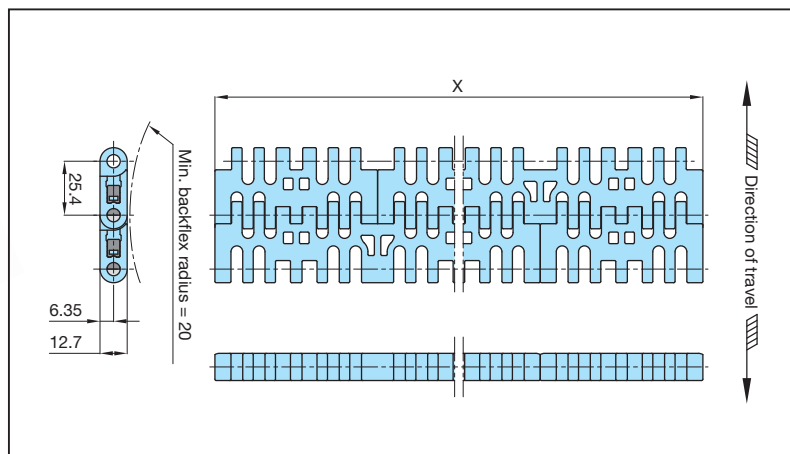 X
25.4
Min. backflex radius = 20
Direction of travel
6.35
12.7